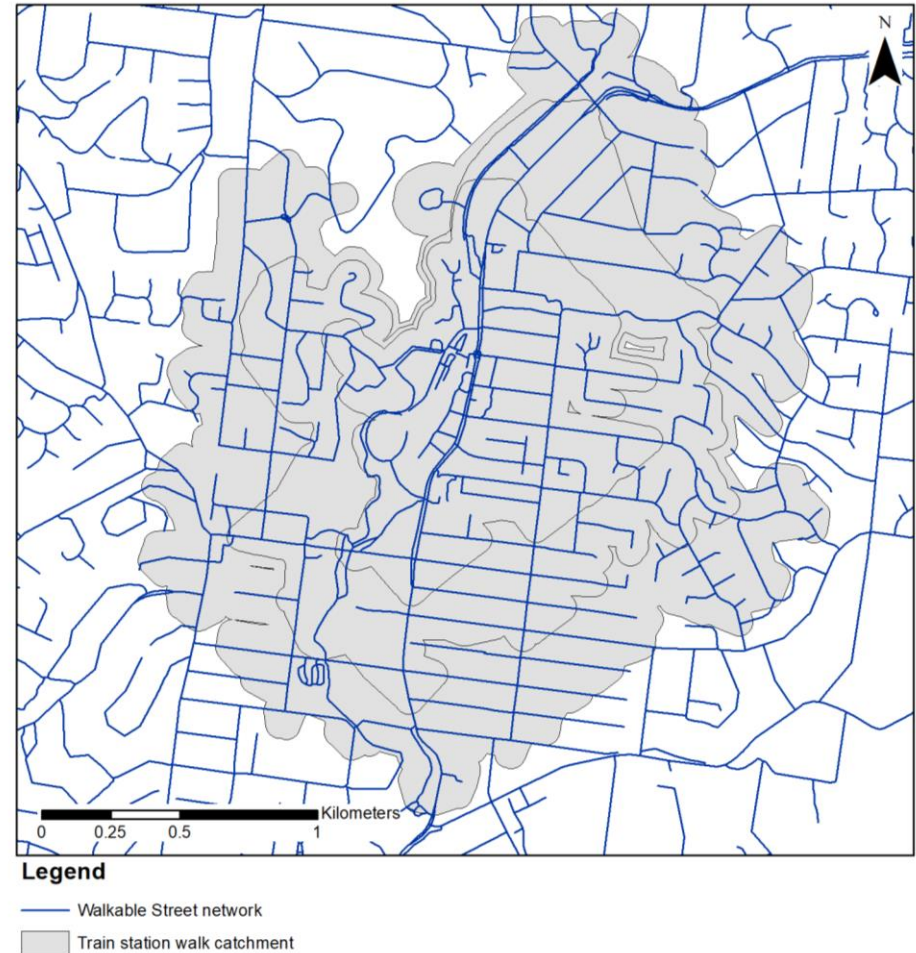 N
Kilometers
0 0.25 0.5 1
Legend
Walkable Street network
Train station walk catchment